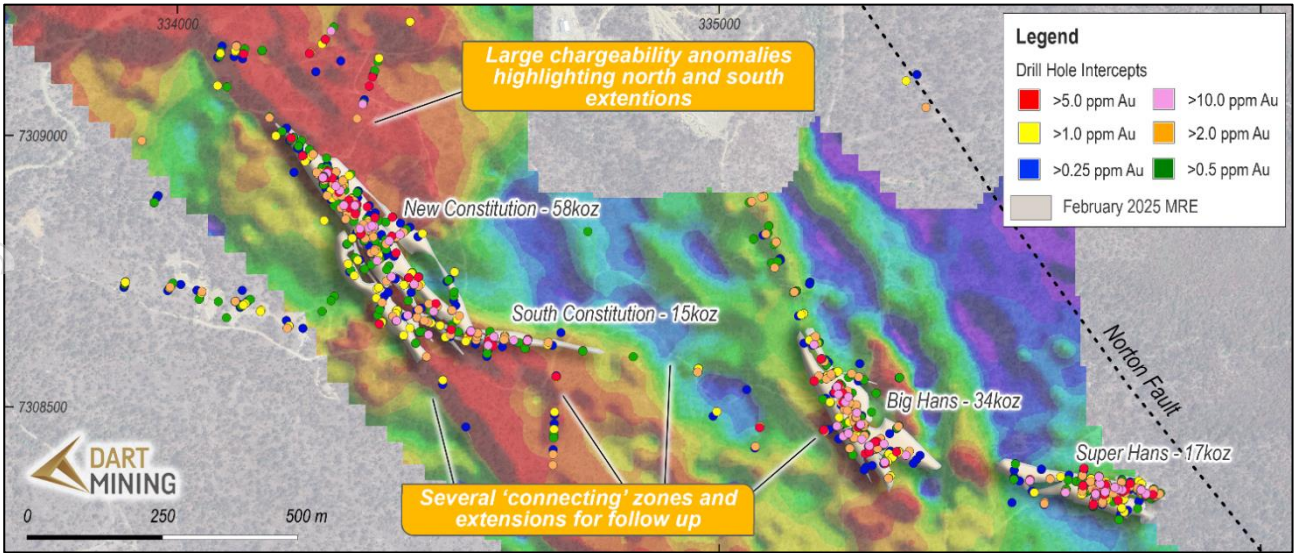 334000
335000
Large chargeability anomalies
highlighting north and south
extentions
Legend
Drill Hole Intercepts
>5.0 ppm Au
>10.0 ppm Au
>1.0 ppm Au
>2.0 ppm Au
>0.25 ppm Au
>0.5 ppm Au
February 2025 MRE
7309000
New Constitution - 58koz
South Constitution - 15koz
Norton Fault
7308500
Big Hans - 34koz
Super Hans - 17koz
DART
MINING
Several ‘connecting’ zones and
extensions for follow up
0 250 500 m